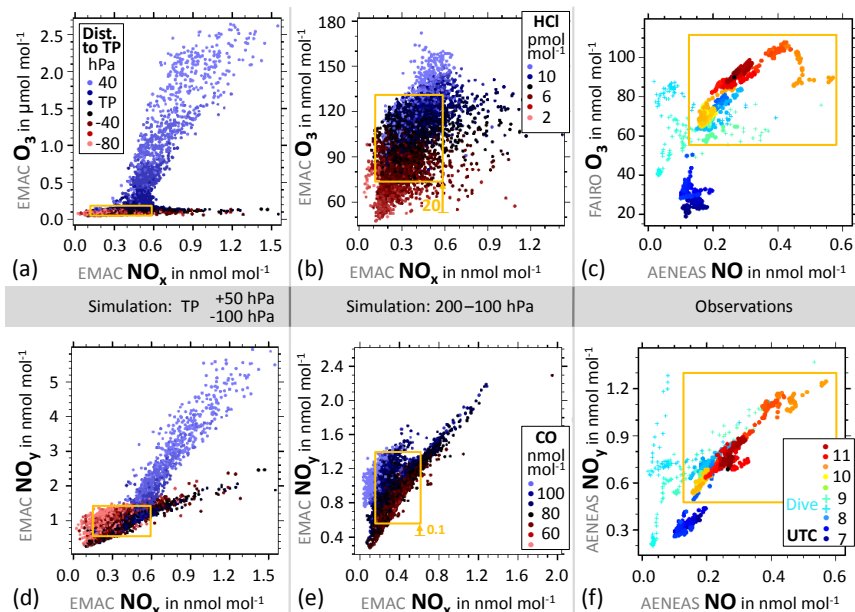 2.5
2.0
1.5
1.0
0.5
0.0
EMAC O3 in µmol mol-1
Dist.
to TP
hPa
40
TP
-40
-80
0.0 0.3 0.6 0.9 1.2 1.5
(a) EMAC NOx in nmol mol-1
180
150
120
90
60
EMAC O3 in nmol mol-1
HCl
pmol
mol-1
10
6
2
20
0.0 0.3 0.6 0.9 1.2
(b) EMAC NOx in nmol mol-1
120
100
80
60
40
20
FAIRO O3 in nmol mol-1
0.0 0.2 0.4 0.6
(c) AENEAS NO in nmol mol-1
Simulation: TP +50 hPa
-100 hPa
Simulation: 200–100 hPa
Observations
5
4
3
2
1
EMAC NOy in nmol mol-1
0.0 0.3 0.6 0.9 1.2 1.5
(d) EMAC NOx in nmol mol-1
2.4
2.0
1.6
1.2
0.8
0.4
EMAC NOy in nmol mol-1
CO
nmol
mol-1
100
80
60
0.1
0.0 0.4 0.8 1.2 1.6 2.0
(e) EMAC NOx in nmol mol-1
1.2
0.9
0.6
0.3
AENEAS NOy in nmol mol-1
11
10
Dive 9
8
UTC 7
0.0 0.2 0.4 0.6
(f) AENEAS NO in nmol mol-1